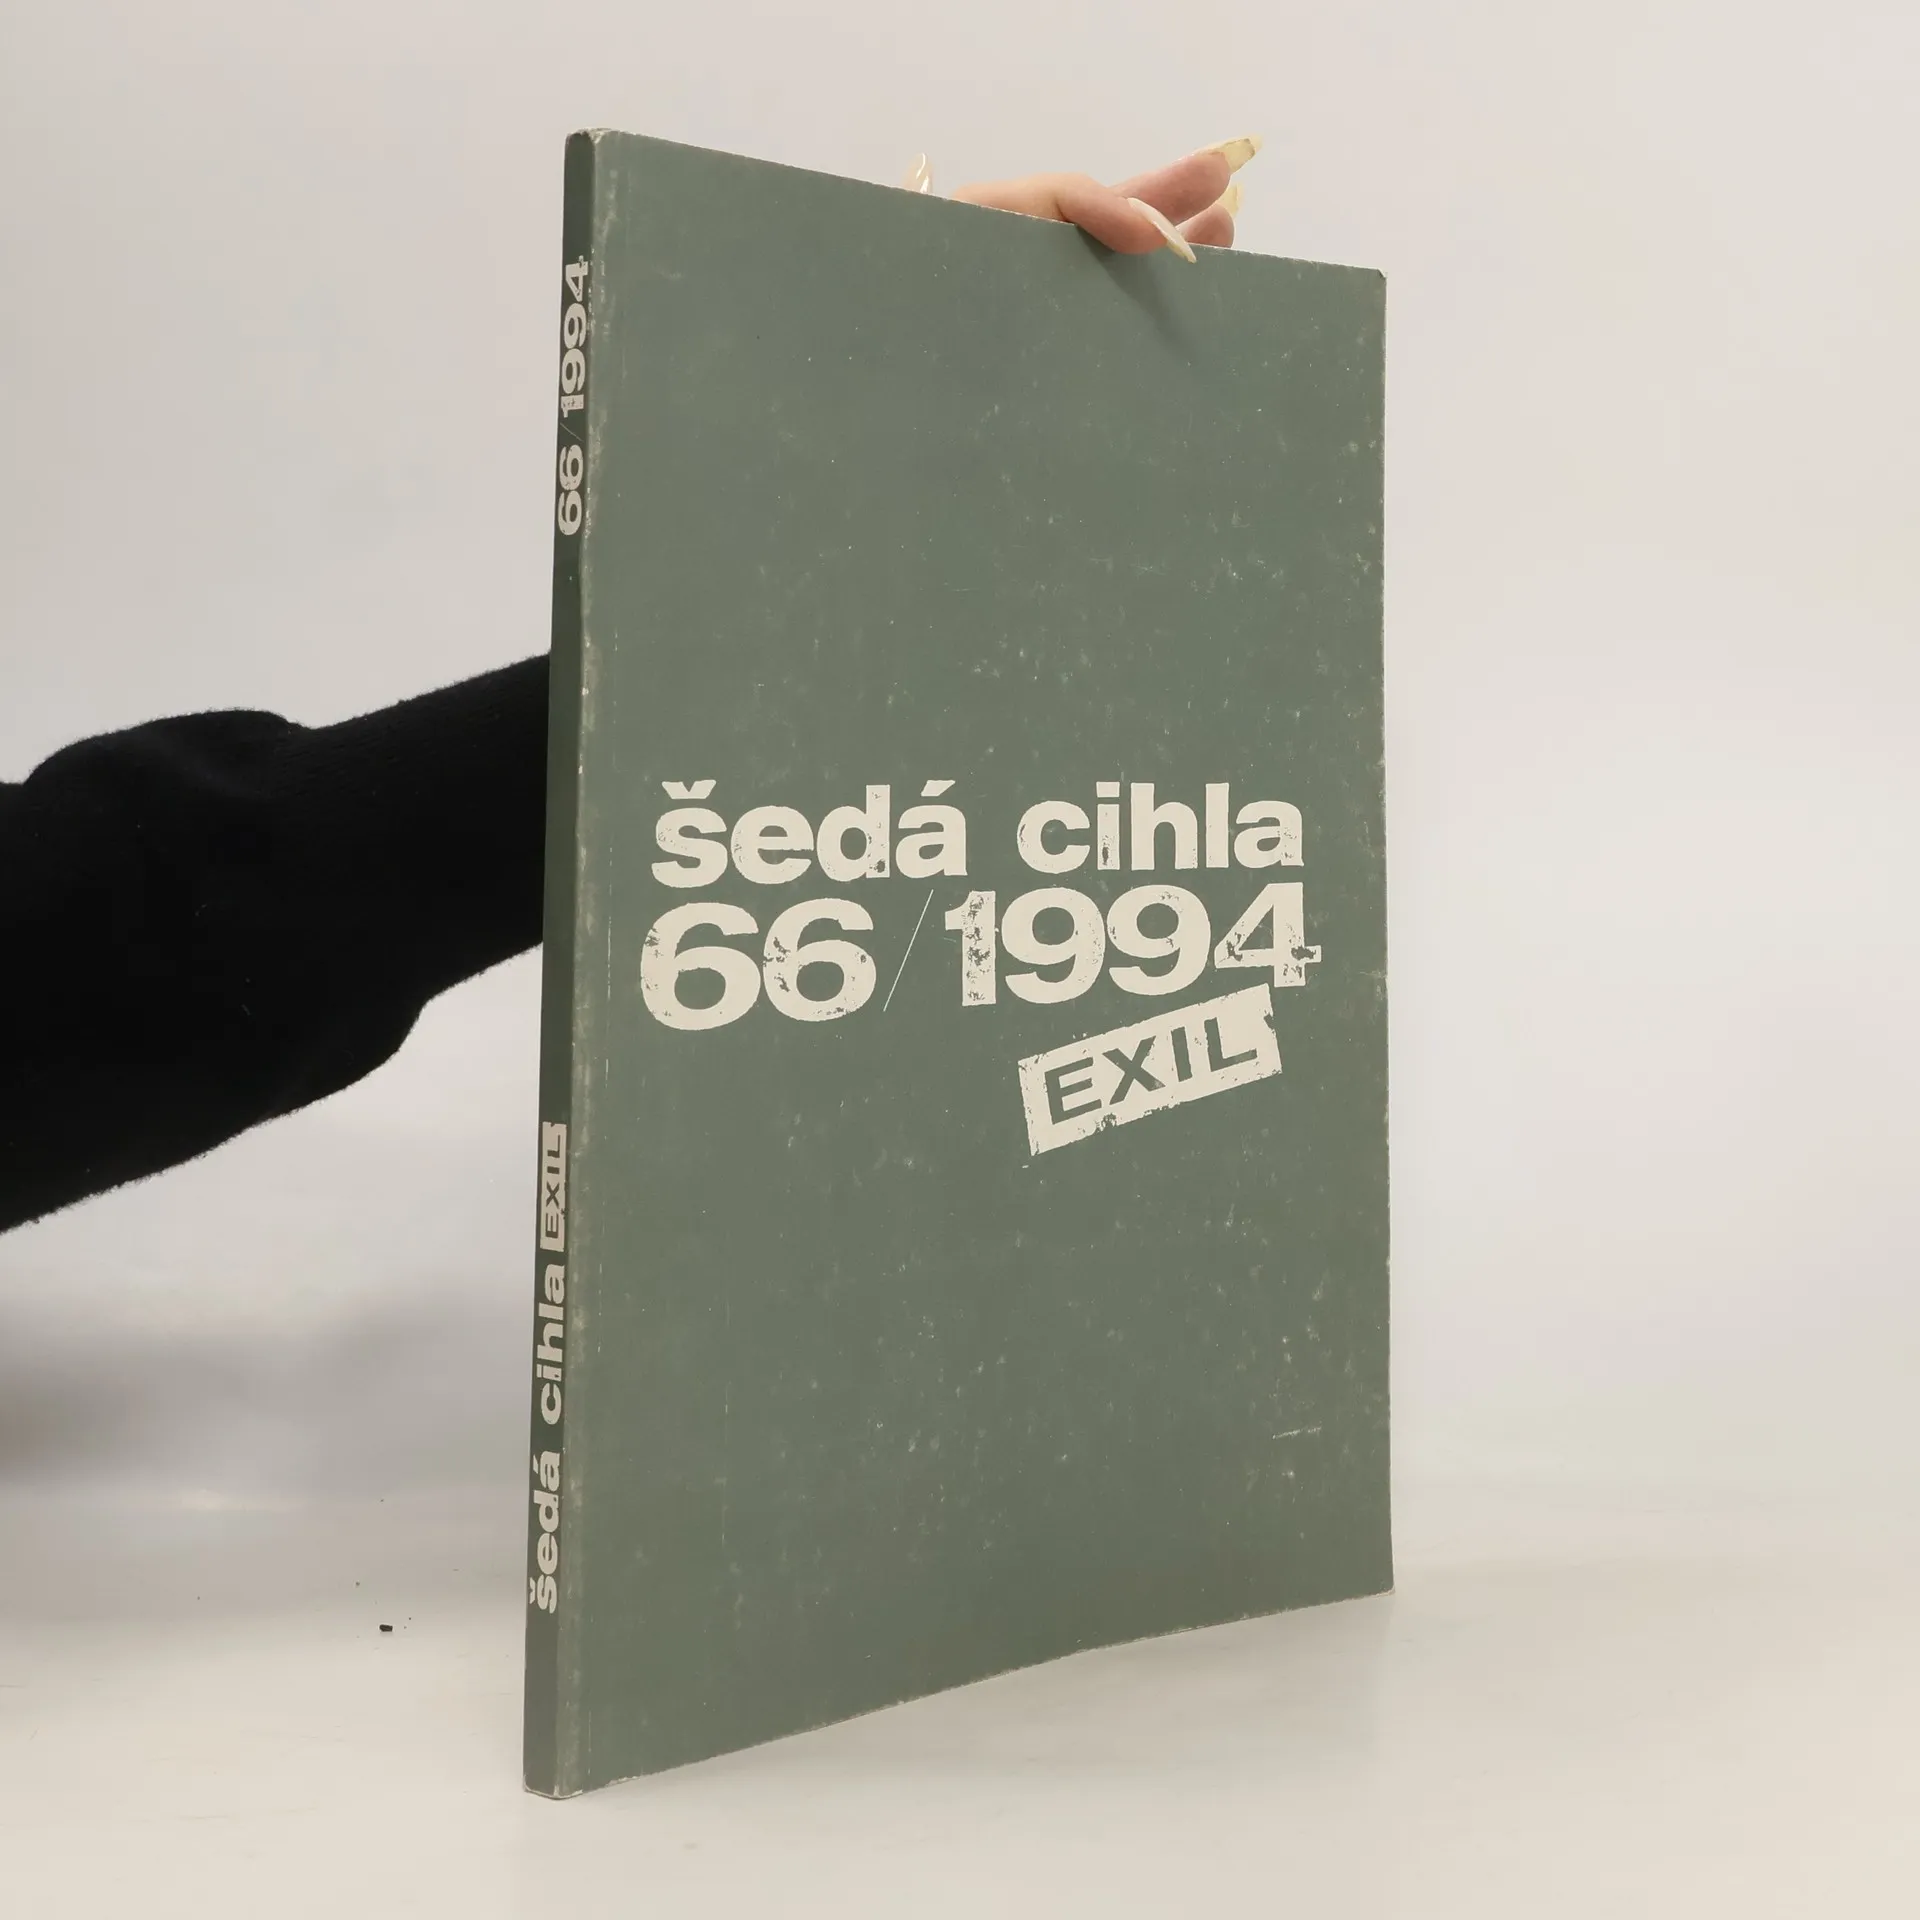 šedá cihla
66/1994
EXIL
šedá cihla EXIL 66/1994